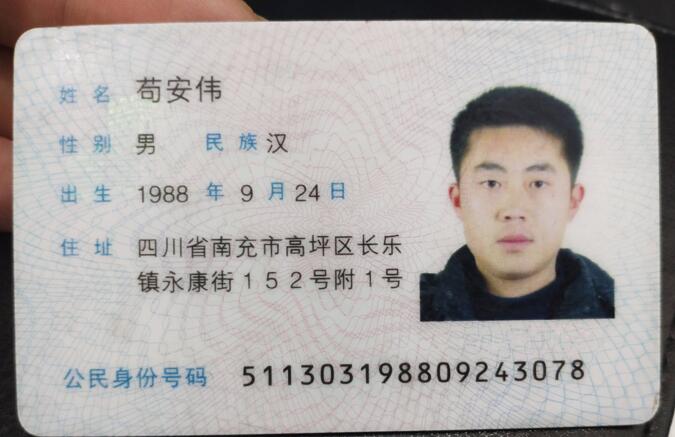 姓名 苟安伟
性别 男 民族 汉
出生 1988 年 9 月 24 日
住址 四川省南充市高坪区长乐
镇永康街１５２号附１号
公民身份号码 511303198809243078